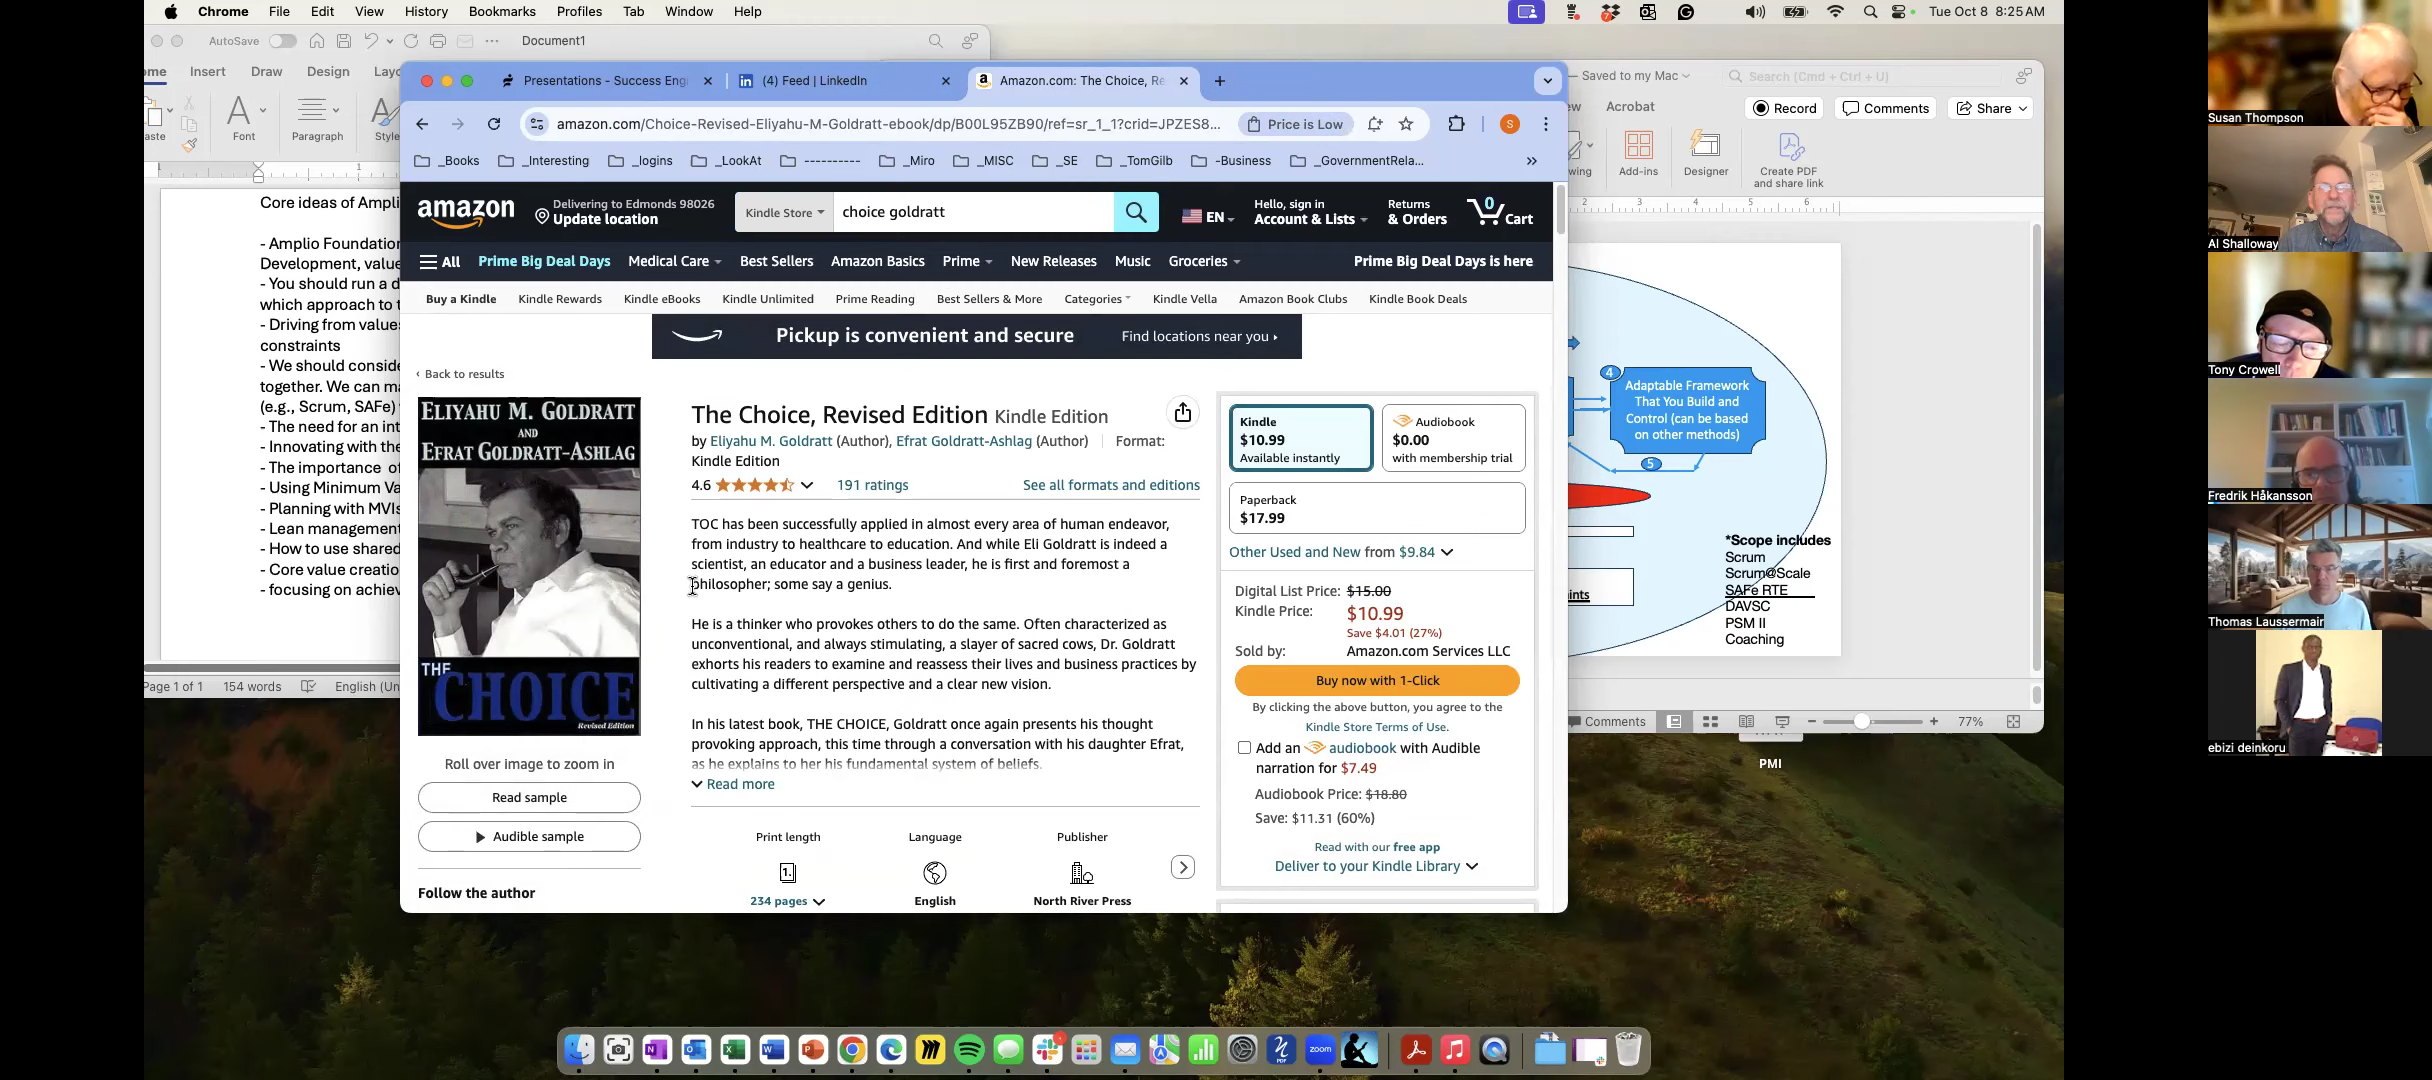 Chrome File Edit View History Bookmarks Profiles Tab Window Help
Tue Oct 8 8:25 AM
AutoSave
Document1
Insert Draw Design
Font Paragraph
Core ideas of Ampli
- Amplio Foundation
Development, value
- You should run a d
which approach to t
- Driving from values
constraints
- We should conside
together. We can ma
(e.g., Scrum, SAFe)
- The need for an int
- Innovating with the
- The importance of
- Using Minimum Va
- Planning with MVIs
- Lean management
- How to use shared
- Core value creatio
- focusing on achiev
Page 1 of 1 154 words English (Un
Presentations - Success Eng
(4) Feed | LinkedIn
Amazon.com: The Choice, Re
amazon.com/Choice-Revised-Eliyahu-M-Goldratt-ebook/dp/B00L95ZB90/ref=sr_1_1?crid=JPZES8...
Price is Low
S
_Books _Interesting _logins _LookAt ---------- _Miro _MISC _SE _TomGilb -Business _GovernmentRela...
amazon
Delivering to Edmonds 98026
Update location
Kindle Store
choice goldratt
EN
Hello, sign in
Account & Lists
Returns
& Orders
0
Cart
All Prime Big Deal Days Medical Care Best Sellers Amazon Basics Prime New Releases Music Groceries Prime Big Deal Days is here
Buy a Kindle Kindle Rewards Kindle eBooks Kindle Unlimited Prime Reading Best Sellers & More Categories Kindle Vella Amazon Book Clubs Kindle Book Deals
Pickup is convenient and secure Find locations near you
Back to results
ELIYAHU M. GOLDRATT
AND
EFRAT GOLDRATT-ASHLAG
THE
CHOICE
Revised Edition
Roll over image to zoom in
Read sample
Audible sample
Follow the author
The Choice, Revised Edition Kindle Edition
by Eliyahu M. Goldratt (Author), Efrat Goldratt-Ashlag (Author) Format:
Kindle Edition
4.6 191 ratings See all formats and editions
TOC has been successfully applied in almost every area of human endeavor,
from industry to healthcare to education. And while Eli Goldratt is indeed a
scientist, an educator and a business leader, he is first and foremost a
philosopher; some say a genius.
He is a thinker who provokes others to do the same. Often characterized as
unconventional, and always stimulating, a slayer of sacred cows, Dr. Goldratt
exhorts his readers to examine and reassess their lives and business practices by
cultivating a different perspective and a clear new vision.
In his latest book, THE CHOICE, Goldratt once again presents his thought
provoking approach, this time through a conversation with his daughter Efrat,
as he explains to her his fundamental system of beliefs.
Read more
Print length Language Publisher
234 pages English North River Press
Kindle
$10.99
Available instantly
Audiobook
$0.00
with membership trial
Paperback
$17.99
Other Used and New from $9.84
Digital List Price: $15.00
Kindle Price: $10.99
Save $4.01 (27%)
Sold by: Amazon.com Services LLC
Buy now with 1-Click
By clicking the above button, you agree to the
Kindle Store Terms of Use.
Add an audiobook with Audible
narration for $7.49
Audiobook Price: $18.80
Save: $11.31 (60%)
Read with our free app
Deliver to your Kindle Library
— Saved to my Mac
Search (Cmd + Ctrl + U)
Acrobat
Record Comments Share
Add-ins Designer Create PDF
and share link
2 3 4 5 6
4
Adaptable Framework
That You Build and
Control (can be based
on other methods)
5
*Scope includes
Scrum
Scrum@Scale
SAFe RTE
DAVSC
PSM II
Coaching
Comments 77%
PMI
zoom
Susan Thompson
Al Shalloway
Tony Crowell
Fredrik Håkansson
Thomas Laussermair
ebizi deinkoru